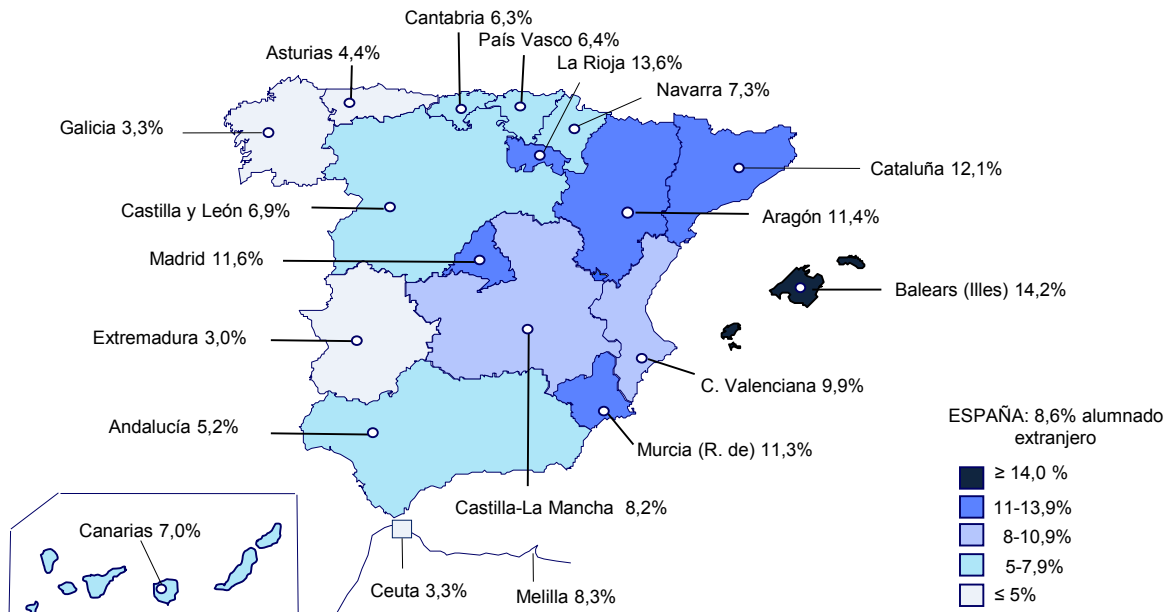 Cantabria 6,3%
País Vasco 6,4%
Asturias 4,4%
La Rioja 13,6%
Navarra 7,3%
Galicia 3,3%
Cataluña 12,1%
Castilla y León 6,9%
Aragón 11,4%
Madrid 11,6%
Balears (Illes) 14,2%
Extremadura 3,0%
C. Valenciana 9,9%
Andalucía 5,2%
Murcia (R. de) 11,3%
Castilla-La Mancha 8,2%
Canarias 7,0%
Ceuta 3,3%
Melilla 8,3%
ESPAÑA: 8,6% alumnado
extranjero
≥ 14,0 %
11-13,9%
8-10,9%
5-7,9%
≤ 5%